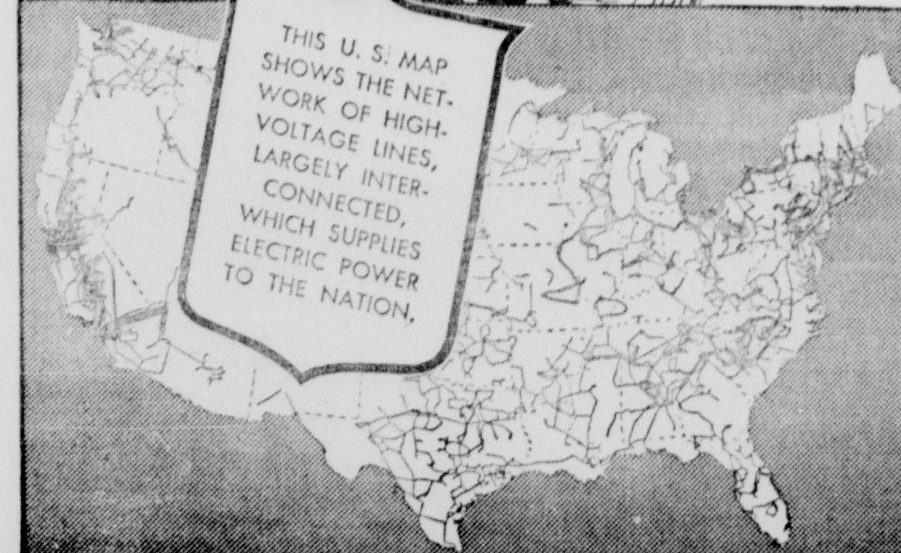 THIS U. S. MAP
SHOWS THE NET-
WORK OF HIGH-
VOLTAGE LINES,
LARGELY INTER-
CONNECTED,
WHICH SUPPLIES
ELECTRIC POWER
TO THE NATION.